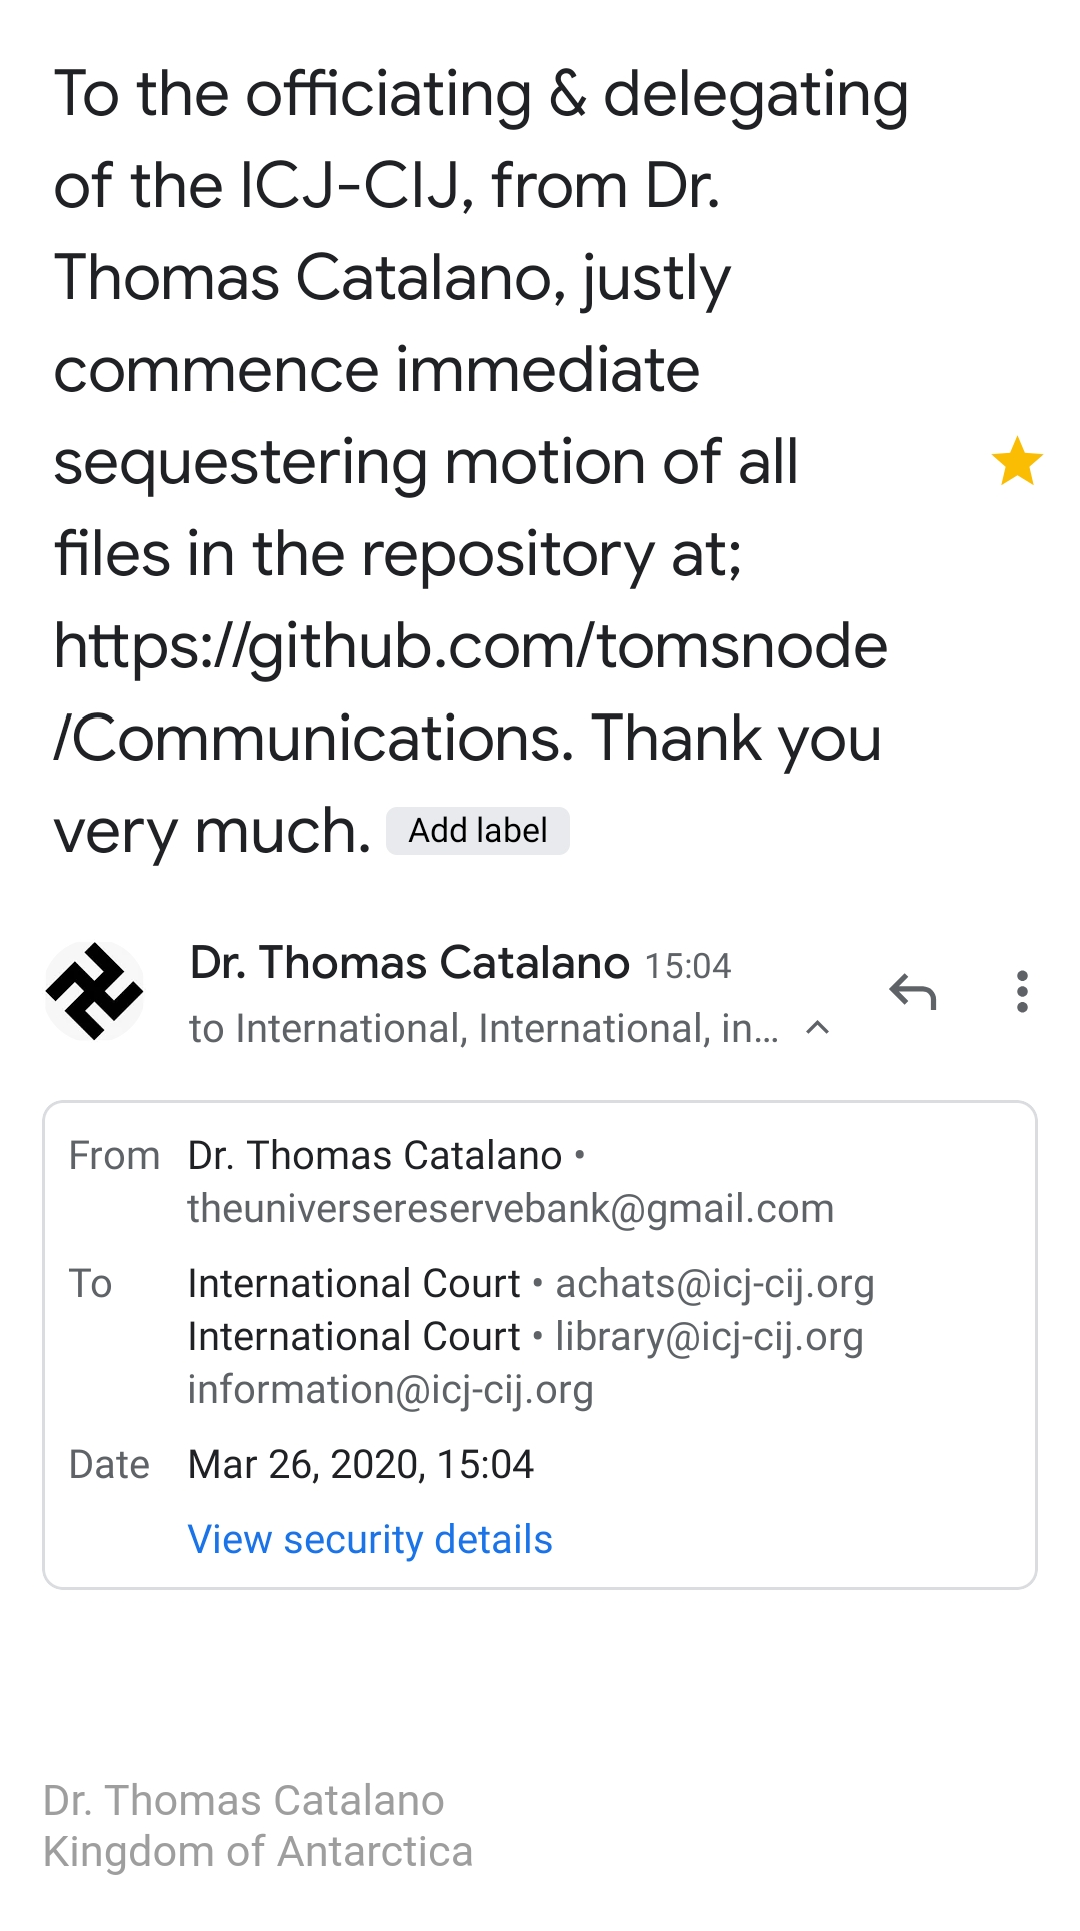 To the officiating & delegating
of the ICJ-CIJ, from Dr.
Thomas Catalano, justly
commence immediate
sequestering motion of all
files in the repository at;
https://github.com/tomsnode
/Communications. Thank you
very much. Add label
Dr. Thomas Catalano 15:04
to International, International, in...
From Dr. Thomas Catalano •
theuniversereservebank@gmail.com
To International Court • achats@icj-cij.org
International Court • library@icj-cij.org
information@icj-cij.org
Date Mar 26, 2020, 15:04
View security details
Dr. Thomas Catalano
Kingdom of Antarctica